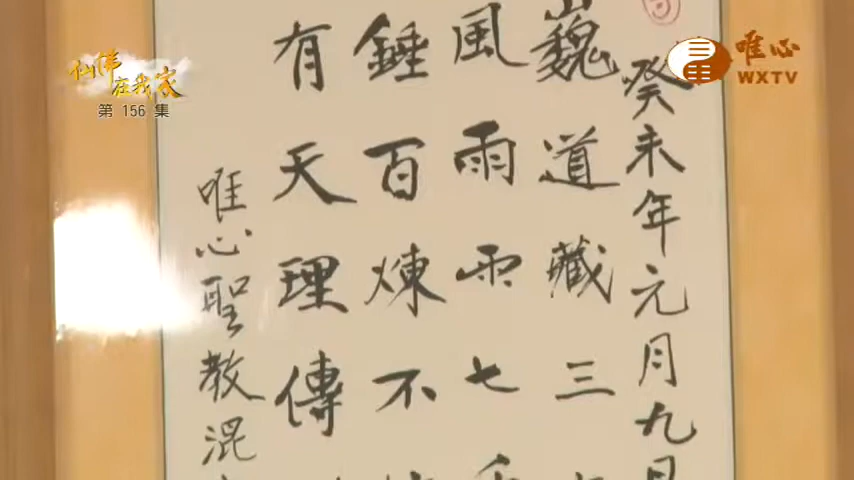 仙佛在我家
第 156 集
唯心
WXTV
癸未年元月九日
巍道藏三
風雨雨七
錘百煉不
有天理傳
唯心聖教混